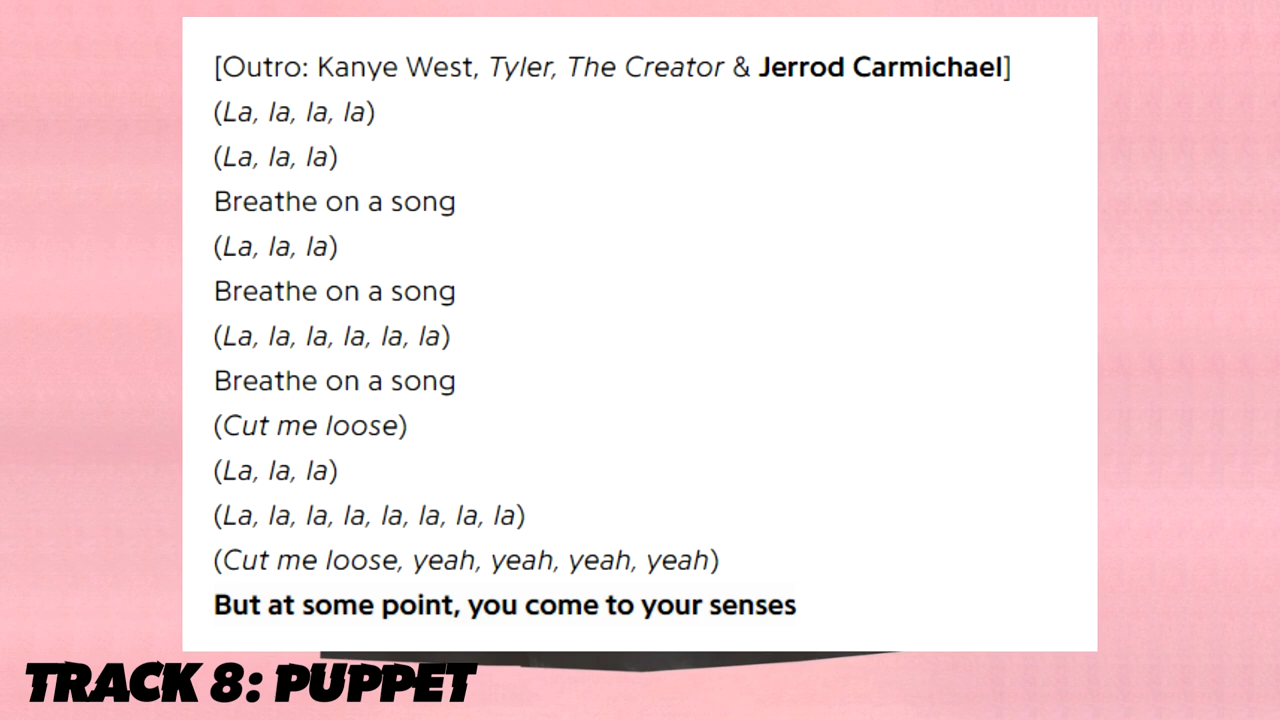 [Outro: Kanye West, Tyler, The Creator & Jerrod Carmichael]
(La, la, la, la)
(La, la, la)
Breathe on a song
(La, la, la)
Breathe on a song
(La, la, la, la, la, la)
Breathe on a song
(Cut me loose)
(La, la, la)
(La, la, la, la, la, la, la, la)
(Cut me loose, yeah, yeah, yeah, yeah)
But at some point, you come to your senses
TRACK 8: PUPPET